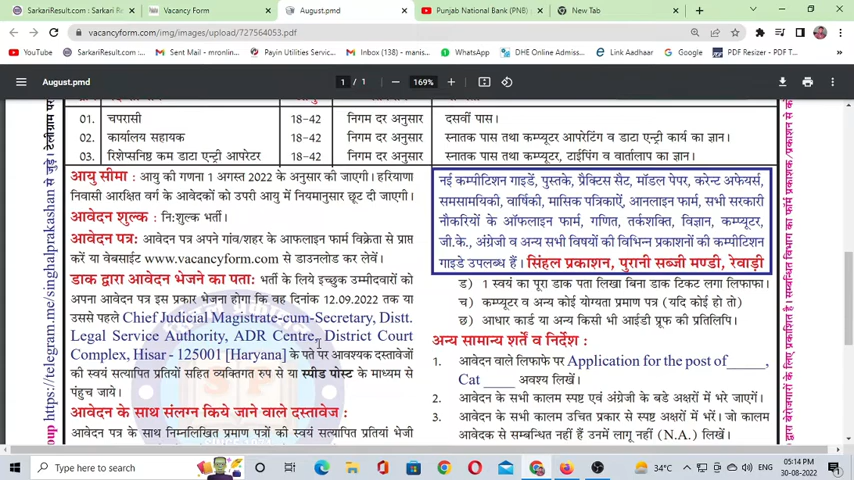 SarkariResult.com : Sarkari Resu
Vacancy Form
August.pmd
Punjab National Bank (PNB)
New Tab
vacancyform.com/img/images/upload/727564053.pdf
YouTube
SarkariResult.com :...
Sent Mail - mronlin...
Payin Utilities Servic...
Inbox (138) - manis...
WhatsApp
DHE Online Admiss...
Link Aadhaar
Google
PDF Resizer - PDF T...
August.pmd
1 / 1
169%
01. चपरासी 18-42 निगम दर अनुसार दसवीं पास।
02. कार्यालय सहायक 18-42 निगम दर अनुसार स्नातक पास तथा कम्प्यूटर आपरेटिंग व डाटा एन्ट्री कार्य का ज्ञान।
03. रिशेप्सनिष्ठ कम डाटा एन्ट्री आपरेटर 18-42 निगम दर अनुसार स्नातक पास तथा कम्प्यूटर, टाईपिंग व वार्तालाप का ज्ञान।
आयु सीमा : आयु की गणना 1 अगस्त 2022 के अनुसार की जाएगी। हरियाणा
निवासी आरक्षित वर्ग के आवेदकों को उपरी आयु में नियमानुसार छूट दी जाएगी।
आवेदन शुल्क : नि:शुल्क भर्ती।
आवेदन पत्र: आवेदन पत्र अपने गांव/शहर के आफलाइन फार्म विक्रेता से प्राप्त
करें या वेबसाईट www.vacancyform.com से डाउनलोड कर लेवें।
डाक द्वारा आवेदन भेजने का पता: भर्ती के लिये इच्छुक उम्मीदवारों को
अपना आवेदन पत्र इस प्रकार भेजना होगा कि वह दिनांक 12.09.2022 तक या
उससे पहले Chief Judicial Magistrate-cum-Secretary, Distt.
Legal Service Authority, ADR Centre, District Court
Complex, Hisar - 125001 [Haryana] के पते पर आवश्यक दस्तावेजों
की स्वयं सत्यापित प्रतियों सहित व्यक्तिगत रुप से या स्पीड पोस्ट के माध्यम से
पंहुच जाये।
आवेदन के साथ संलग्न किये जाने वाले दस्तावेज :
आवेदन पत्र के साथ निम्नलिखित प्रमाण पत्रों की स्वयं सत्यापित प्रतियां भेजी
नई कम्पीटिशन गाइडें, पुस्तकें, प्रैक्टिस सैट, मॉडल पेपर, करेन्ट अफेयर्स,
समसामयिकी, वार्षिकी, मासिक पत्रिकाऐं, आनलाइन फार्म, सभी सरकारी
नौकरियों के ऑफलाइन फार्म, गणित, तर्कशक्ति, विज्ञान, कम्प्यूटर,
जी.के., अंग्रेजी व अन्य सभी विषयों की विभिन्न प्रकाशनों की कम्पीटिशन
गाइडे उपलब्ध हैं। सिंहल प्रकाशन, पुरानी सब्जी मण्डी, रेवाड़ी
ड) 1 स्वयं का पूरा डाक पता लिखा बिना डाक टिकट लगा लिफाफा।
च) कम्पयूटर व अन्य कोई योग्यता प्रमाण पत्र (यदि कोई हो तो)
छ) आधार कार्ड या अन्य किसी भी आईडी प्रूफ की प्रतिलिपि।
अन्य सामान्य शर्तें व निर्देश :
1. आवेदन वाले लिफाफे पर Application for the post of______,
Cat ____ अवश्य लिखें।
2. आवेदन के सभी कालम स्पष्ट एवं अंग्रेजी के बडे अक्षरों में भरे जाएगें।
3. आवेदन के सभी कालम उचित प्रकार से स्पष्ट अक्षरों में भरें। जो कालम
आवेदक से सम्बन्धित नहीं हैं उनमें लागू नहीं (N.A.) लिखें।
oup https://telegram.me/singhalprakashan से जुड़े। टेलीग्राम पर
द्वारा बेरोजगारों के लिए प्रकाशित है। सम्बन्धित विभाग का फॉर्म प्रकाशक/प्रकाशन से को
Type here to search
34°C
ENG
05:14 PM
30-08-2022